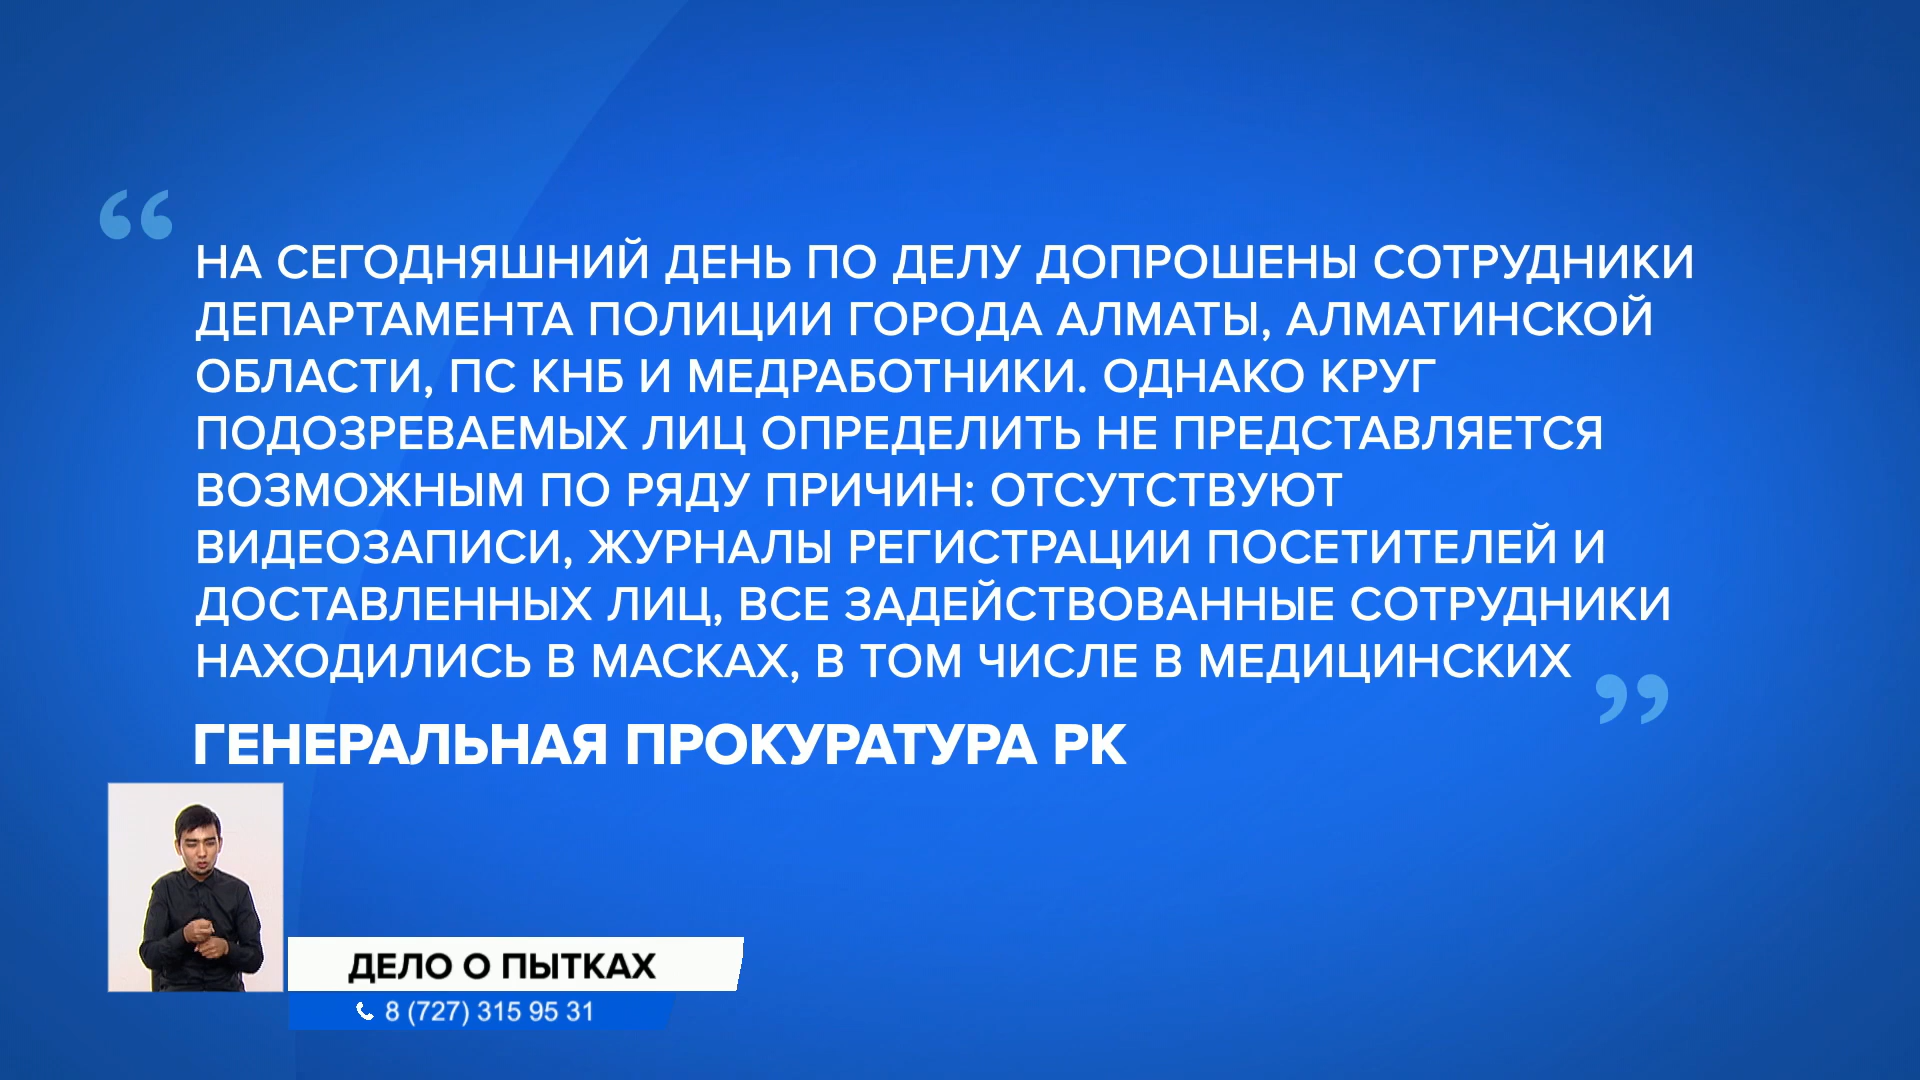 “
НА СЕГОДНЯШНИЙ ДЕНЬ ПО ДЕЛУ ДОПРОШЕНЫ СОТРУДНИКИ
ДЕПАРТАМЕНТА ПОЛИЦИИ ГОРОДА АЛМАТЫ, АЛМАТИНСКОЙ
ОБЛАСТИ, ПС КНБ И МЕДРАБОТНИКИ. ОДНАКО КРУГ
ПОДОЗРЕВАЕМЫХ ЛИЦ ОПРЕДЕЛИТЬ НЕ ПРЕДСТАВЛЯЕТСЯ
ВОЗМОЖНЫМ ПО РЯДУ ПРИЧИН: ОТСУТСТВУЮТ
ВИДЕОЗАПИСИ, ЖУРНАЛЫ РЕГИСТРАЦИИ ПОСЕТИТЕЛЕЙ И
ДОСТАВЛЕННЫХ ЛИЦ, ВСЕ ЗАДЕЙСТВОВАННЫЕ СОТРУДНИКИ
НАХОДИЛИСЬ В МАСКАХ, В ТОМ ЧИСЛЕ В МЕДИЦИНСКИХ ”
ГЕНЕРАЛЬНАЯ ПРОКУРАТУРА РК
ДЕЛО О ПЫТКАХ
8 (727) 315 95 31